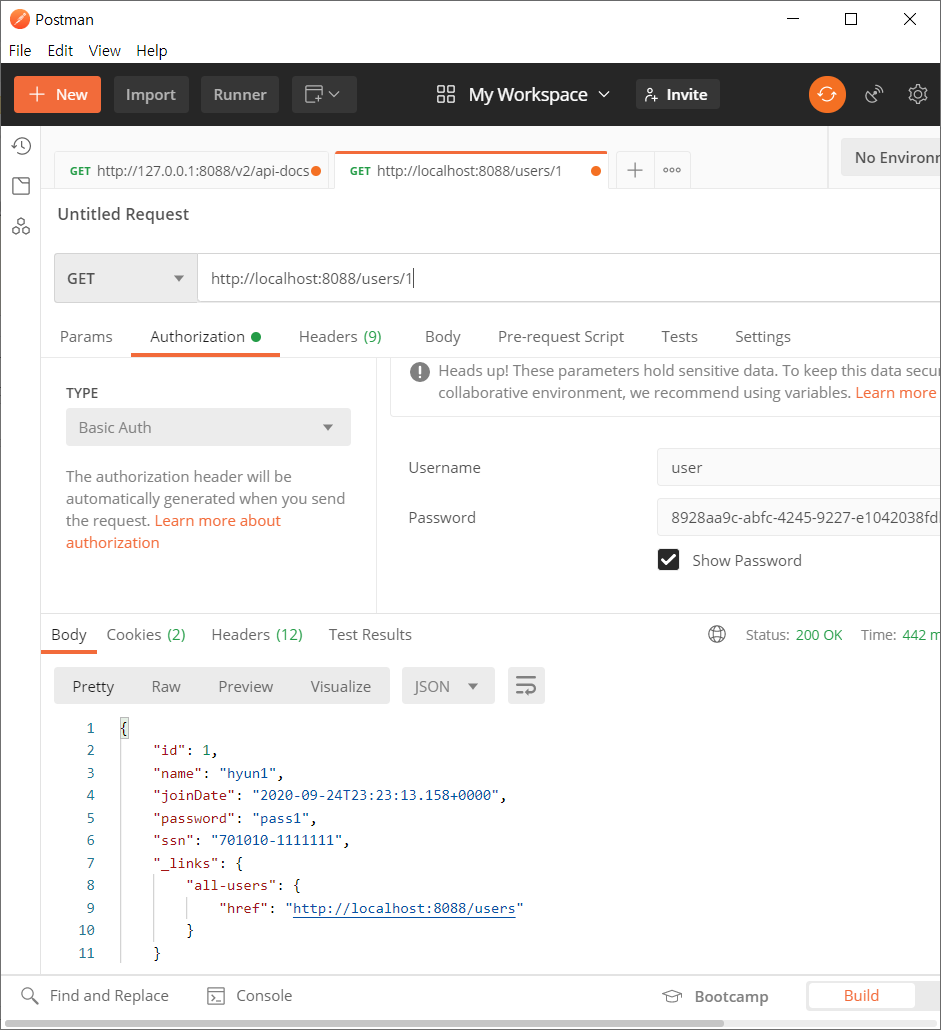 Postman
File Edit View Help
New Import Runner My Workspace Invite
GET http://127.0.0.1:8088/v2/api-docs GET http://localhost:8088/users/1 No Environm
Untitled Request
GET http://localhost:8088/users/1
Params Authorization Headers (9) Body Pre-request Script Tests Settings
Heads up! These parameters hold sensitive data. To keep this data secur
collaborative environment, we recommend using variables. Learn more
TYPE
Basic Auth
The authorization header will be
automatically generated when you send
the request. Learn more about
authorization
Username user
Password 8928aa9c-abfc-4245-9227-e1042038fdl
Show Password
Body Cookies (2) Headers (12) Test Results Status: 200 OK Time: 442 m
Pretty Raw Preview Visualize JSON
1 {
2 "id": 1,
3 "name": "hyun1",
4 "joinDate": "2020-09-24T23:23:13.158+0000",
5 "password": "pass1",
6 "ssn": "701010-1111111",
7 "_links": {
8 "all-users": {
9 "href": "http://localhost:8088/users"
10 }
11 }
Find and Replace Console Bootcamp Build